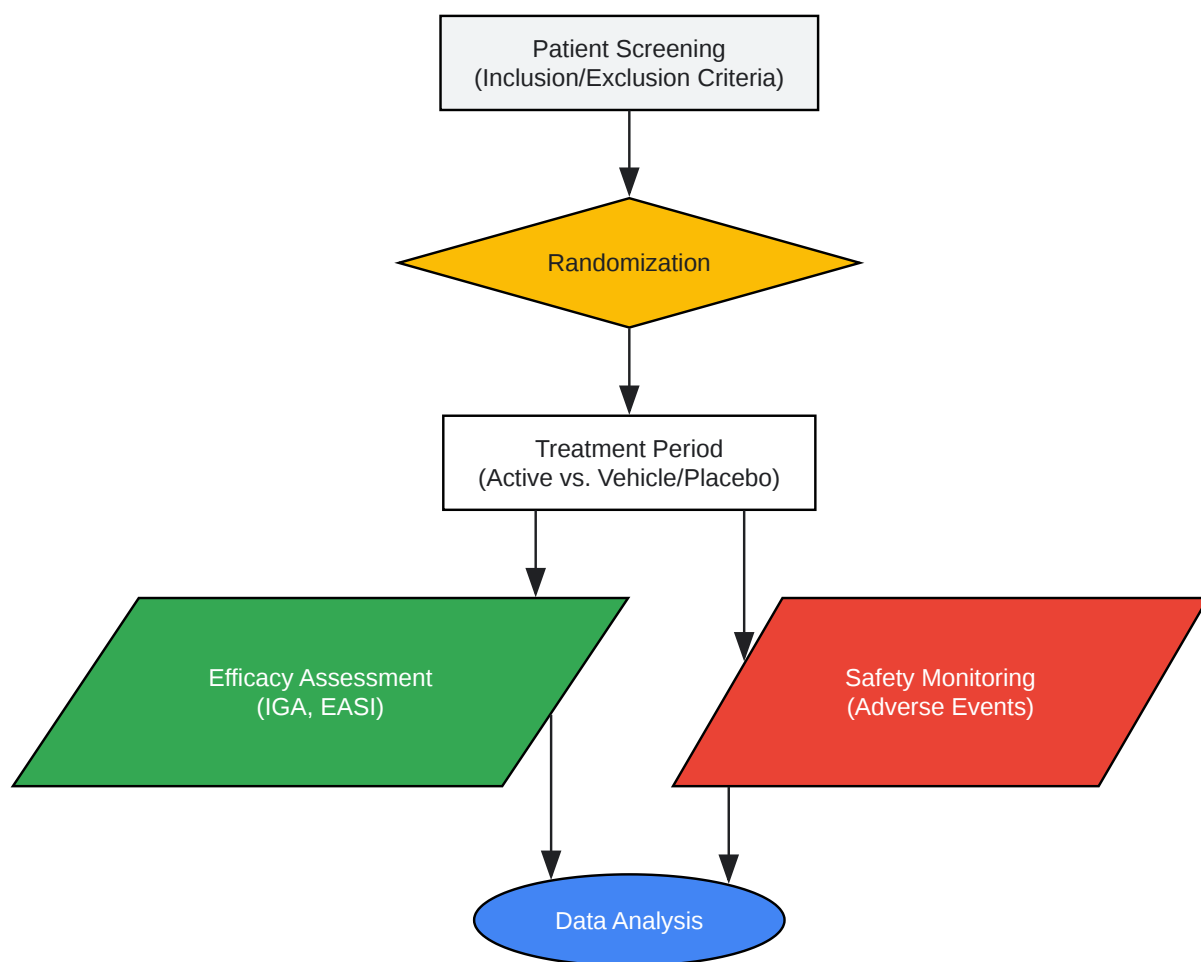 Patient Screening
(Inclusion/Exclusion Criteria)
Randomization
Treatment Period
(Active vs. Vehicle/Placebo)
Efficacy Assessment
(IGA, EASI)
Safety Monitoring
(Adverse Events)
Data Analysis